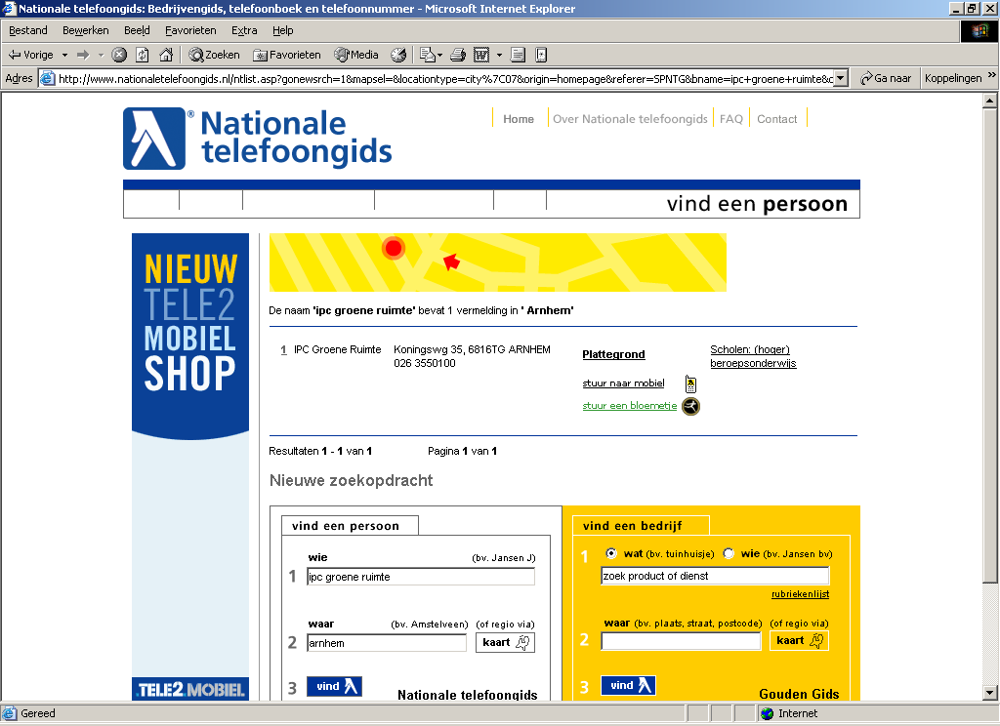 Nationale telefoongids: Bedrijvengids, telefoonboek en telefoonnummer - Microsoft Internet Explorer
Bestand Bewerken Beeld Favorieten Extra Help
Vorige Zoeken Favorieten Media
Adres http://www.nationaletelefoongids.nl/ntlist.asp?gonewsrch=1&mapsel=&locationtype=city%7C07&origin=homepage&referer=SPNTG&bname=ipc+groene+ruimte&c Ga naar Koppelingen »
Nationale
telefoongids
®
Home Over Nationale telefoongids FAQ Contact
vind een persoon
NIEUW
TELE2
MOBIEL
SHOP
De naam 'ipc groene ruimte' bevat 1 vermelding in ' Arnhem'
1 IPC Groene Ruimte Koningswg 35, 6816TG ARNHEM
026 3550100
Plattegrond
stuur naar mobiel
stuur een bloemetje
Scholen: (hoger)
beroepsonderwijs
Resultaten 1 - 1 van 1 Pagina 1 van 1
Nieuwe zoekopdracht
vind een persoon
wie (bv. Jansen J)
1 ipc groene ruimte
waar (bv. Amstelveen) (of regio via)
2 arnhem kaart
3 vind
Nationale telefoongids
vind een bedrijf
1 wat (bv. tuinhuisje) wie (bv. Jansen bv)
zoek product of dienst
rubriekenlijst
waar (bv. plaats, straat, postcode) (of regio via)
2 kaart
3 vind
Gouden Gids
TELE2 MOBIEL
Gereed Internet